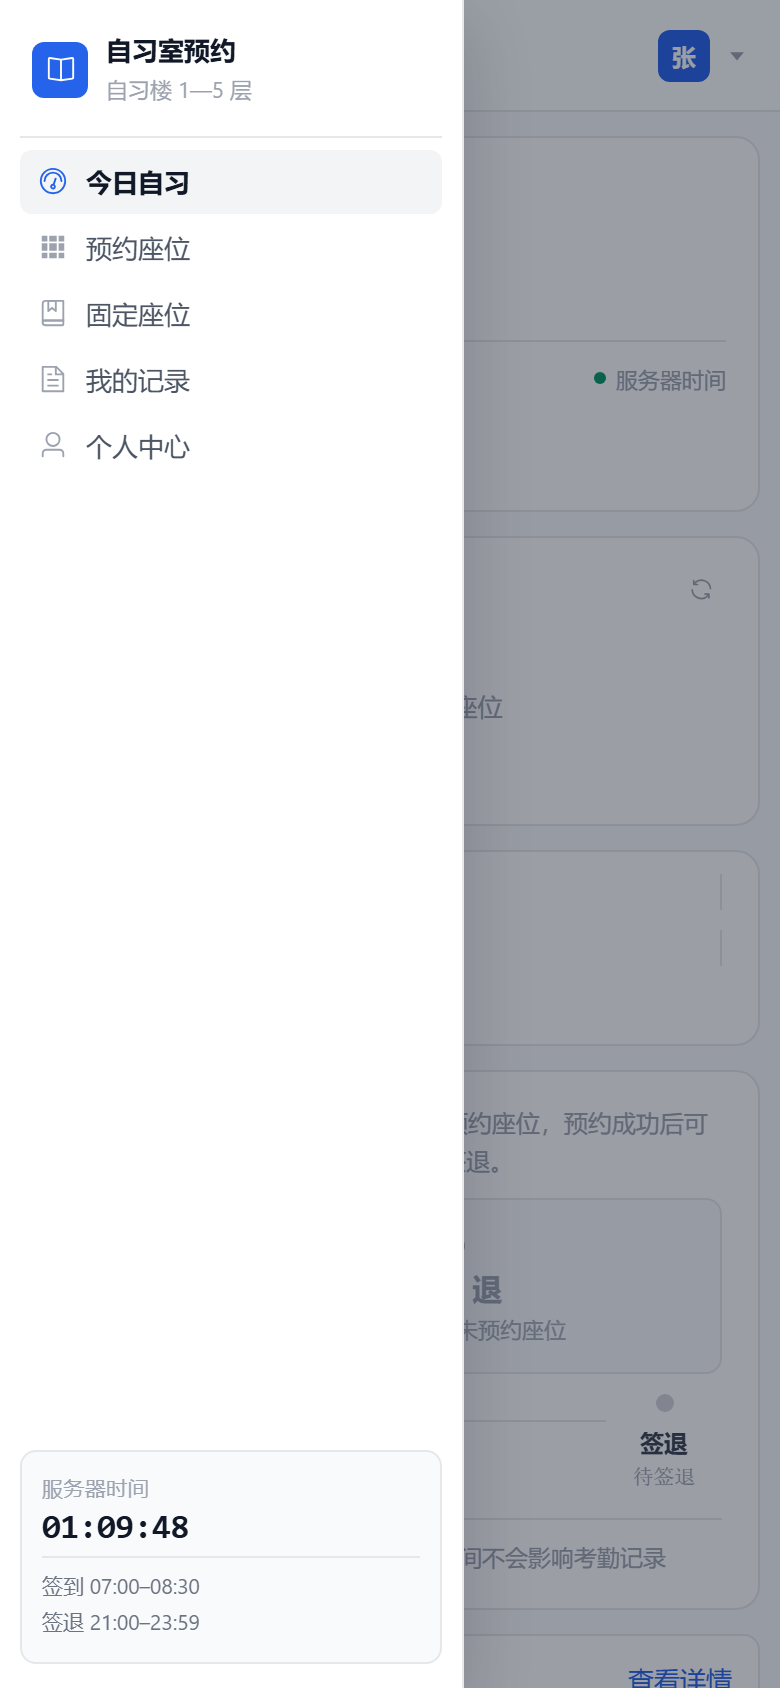 自习室预约
自习楼 1—5 层
今日自习
预约座位
固定座位
我的记录
个人中心
服务器时间
01:09:48
签到 07:00–08:30
签退 21:00–23:59
张
服务器时间
座位
预约座位，预约成功后可
退。
退
未预约座位
签退
待签退
间不会影响考勤记录
查看详情